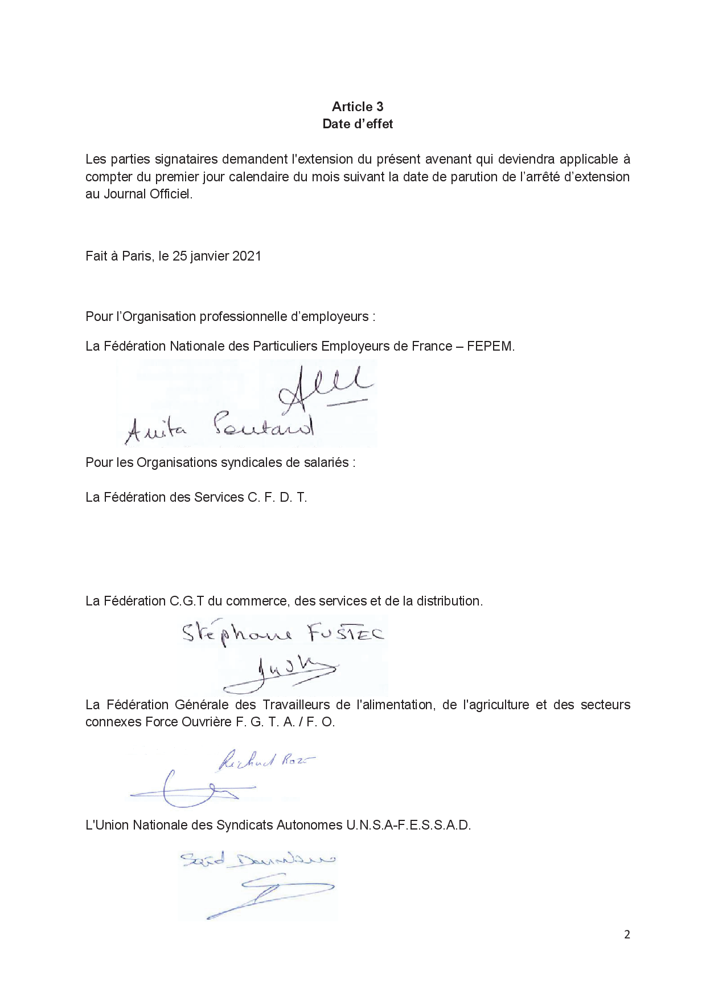 Article 3
Date d’effet
Les parties signataires demandent l'extension du présent avenant qui deviendra applicable à
compter du premier jour calendaire du mois suivant la date de parution de l’arrêté d’extension
au Journal Officiel.
Fait à Paris, le 25 janvier 2021
Pour l’Organisation professionnelle d’employeurs :
La Fédération Nationale des Particuliers Employeurs de France – FEPEM.
Anita Poutard
Pour les Organisations syndicales de salariés :
La Fédération des Services C. F. D. T.
La Fédération C.G.T du commerce, des services et de la distribution.
Stéphane FUSTEC
La Fédération Générale des Travailleurs de l'alimentation, de l'agriculture et des secteurs
connexes Force Ouvrière F. G. T. A. / F. O.
Richard Roze
L'Union Nationale des Syndicats Autonomes U.N.S.A-F.E.S.S.A.D.
Saïd
2